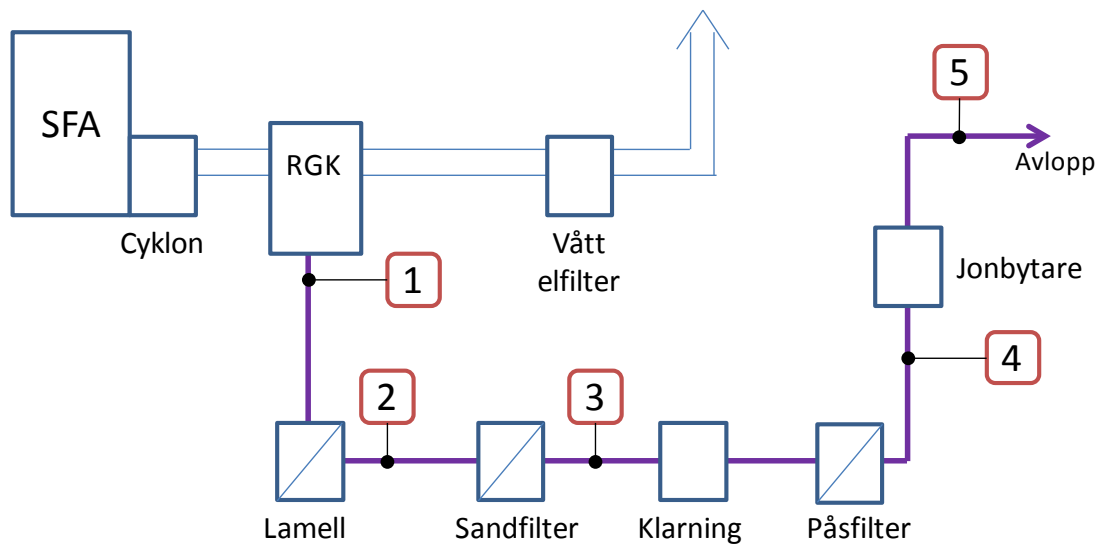 SFA
Cyklon
RGK
Vått
elfilter
5
Avlopp
Jonbytare
1
4
2
3
Lamell
Sandfilter
Klarning
Påsfilter